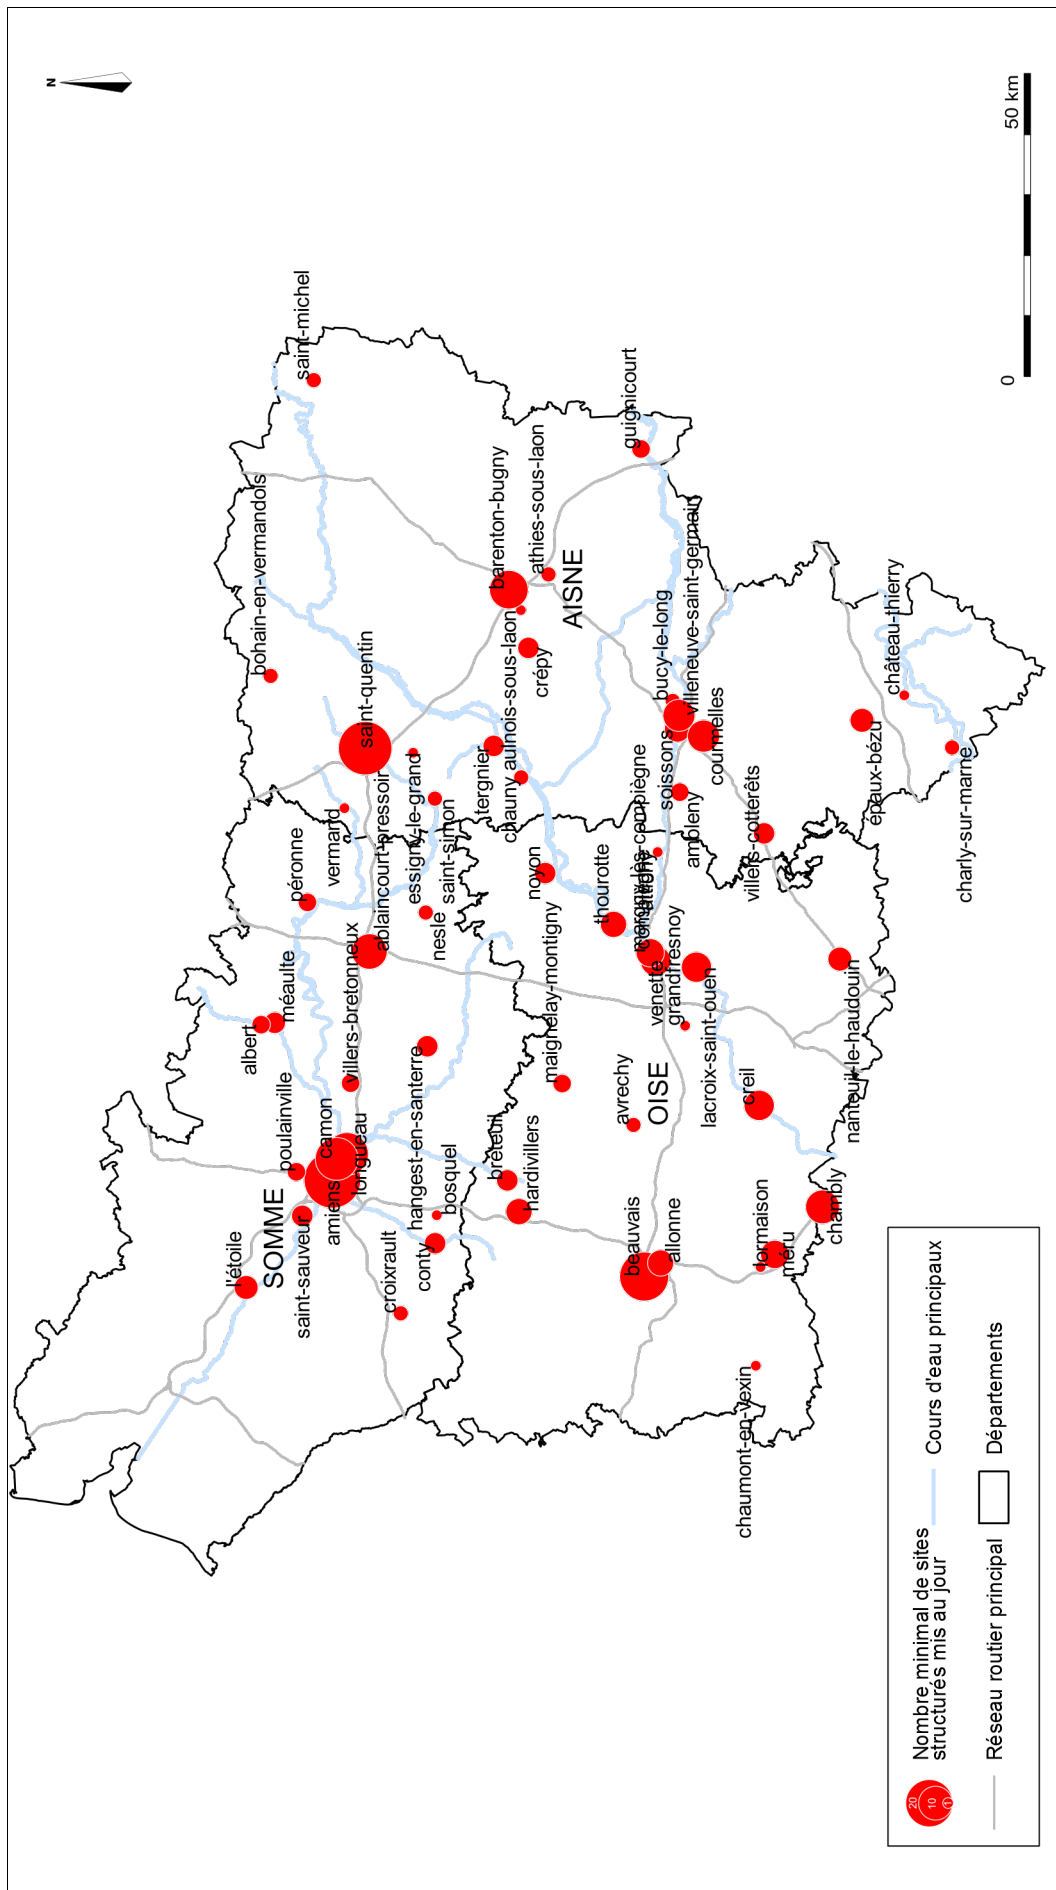 N
50 km
0
saint-michel
guignicourt
bohain-en-vermandois
barenton-bugny
athies-sous-laon
AISNE
saint-quentin
aulnois-sous-laon
crépy
bucy-le-long
villeneuve-saint-germain
château-thierry
courmelles
soissons
épaux-bézu
charly-sur-marne
tergnier
chauny
essigny-le-grand
saint-simon
vermand
ambleny
villers-cotterêts
péronne
ablaincourt-pressoir
nesle
noyon
thourotte
margny-lès-compiègne
attichy
venette
grandfresnoy
lacroix-saint-ouen
nanteuil-le-haudouin
méaulte
albert
villers-bretonneux
hangest-en-santerre
maignelay-montigny
avrechy
OISE
creil
poulainville
camon
longueau
amiens
SOMME
saint-sauveur
l'étoile
bosquel
conty
croixrault
breteuil
hardivillers
beauvais
allonne
lormaison
méru
chambly
chaumont-en-vexin
20
10
1
Nombre minimal de sites
structurés mis au jour
Cours d'eau principaux
Réseau routier principal
Départements